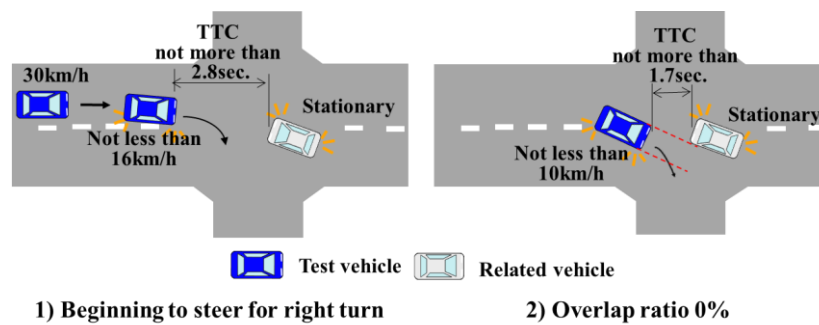 TTC
not more than
2.8sec.
30km/h
Stationary
Not less than
16km/h
TTC
not more than
1.7sec.
Stationary
Not less than
10km/h
Test vehicle
Related vehicle
1) Beginning to steer for right turn
2) Overlap ratio 0%